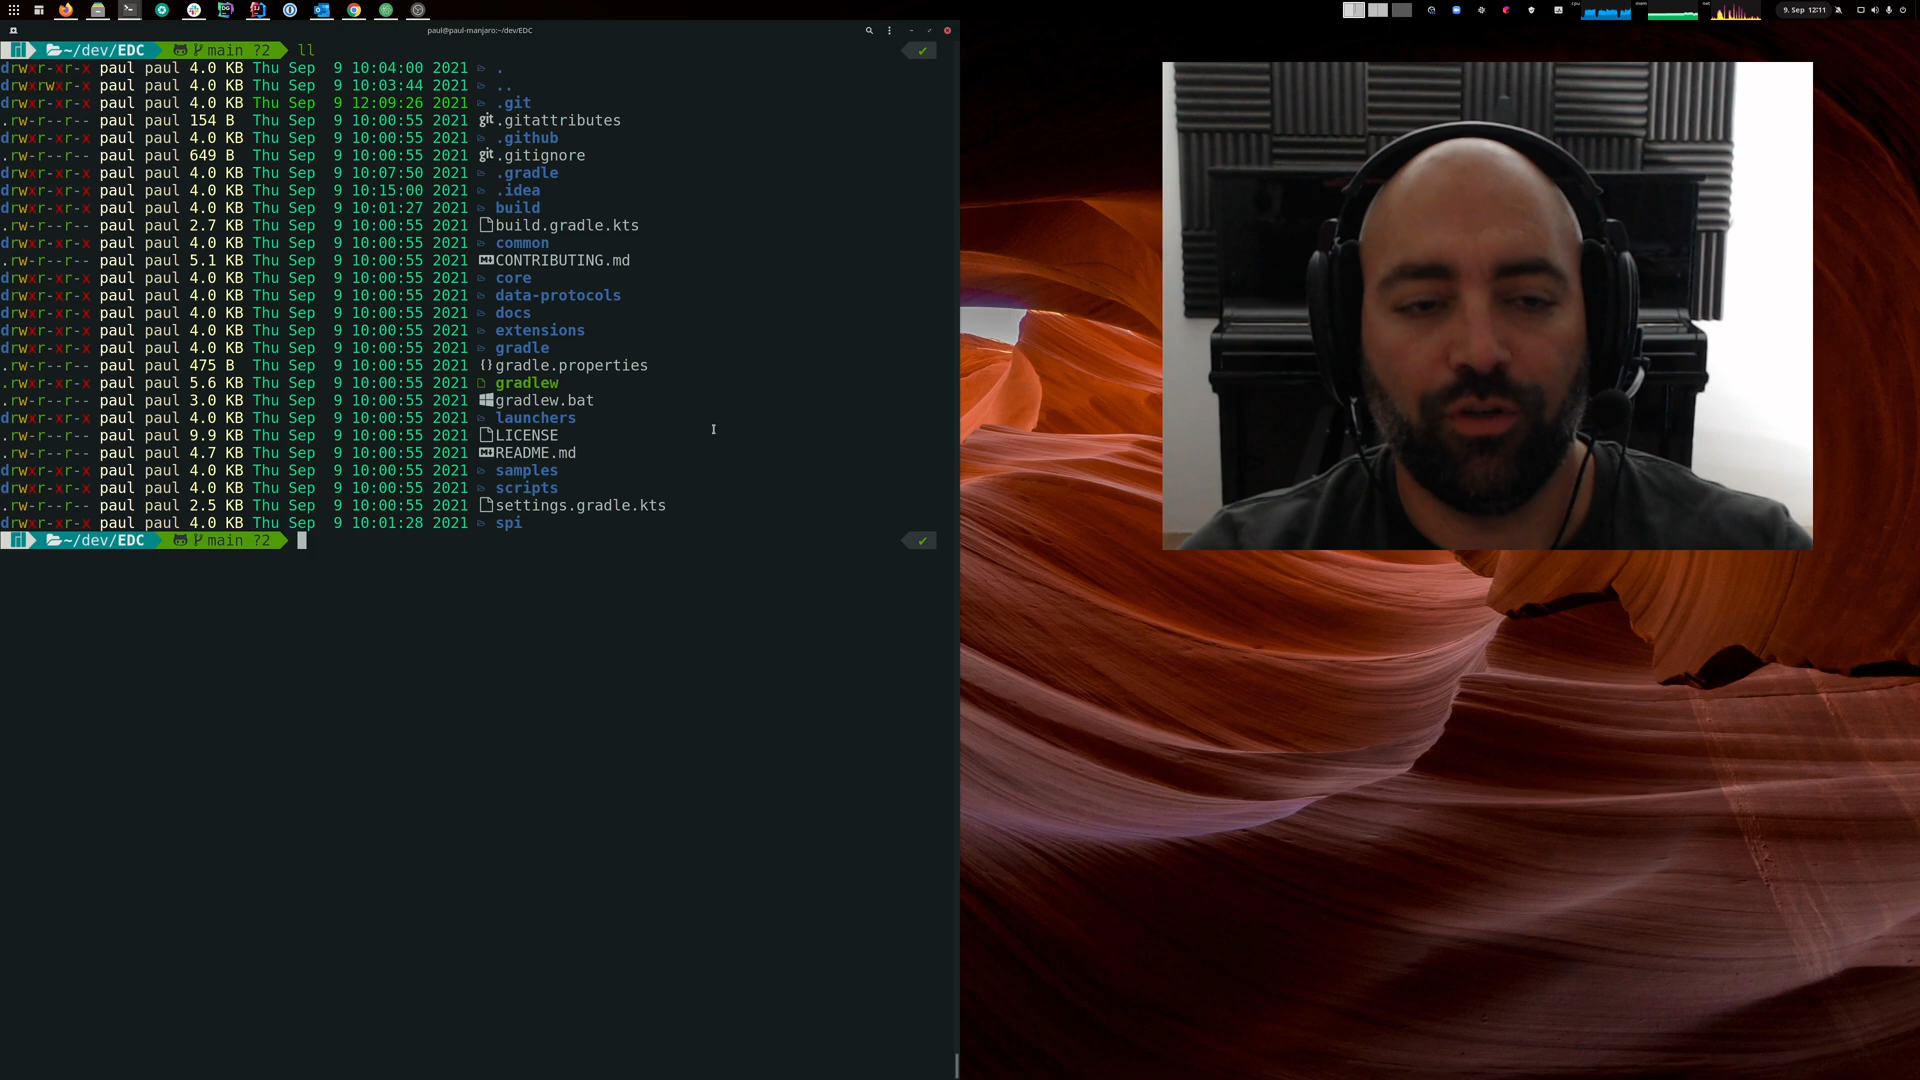 9. Sep 12:11
paul@paul-manjaro:~/dev/EDC
~/dev/EDC main ?2 ll
drwxr-xr-x paul paul 4.0 KB Thu Sep  9 10:04:00 2021 .
drwxrwxr-x paul paul 4.0 KB Thu Sep  9 10:03:44 2021 ..
drwxr-xr-x paul paul 4.0 KB Thu Sep  9 12:09:26 2021 .git
.rw-r--r-- paul paul 154 B  Thu Sep  9 10:00:55 2021 .gitattributes
drwxr-xr-x paul paul 4.0 KB Thu Sep  9 10:00:55 2021 .github
.rw-r--r-- paul paul 649 B  Thu Sep  9 10:00:55 2021 .gitignore
drwxr-xr-x paul paul 4.0 KB Thu Sep  9 10:07:50 2021 .gradle
drwxr-xr-x paul paul 4.0 KB Thu Sep  9 10:15:00 2021 .idea
drwxr-xr-x paul paul 4.0 KB Thu Sep  9 10:01:27 2021 build
.rw-r--r-- paul paul 2.7 KB Thu Sep  9 10:00:55 2021 build.gradle.kts
drwxr-xr-x paul paul 4.0 KB Thu Sep  9 10:00:55 2021 common
.rw-r--r-- paul paul 5.1 KB Thu Sep  9 10:00:55 2021 CONTRIBUTING.md
drwxr-xr-x paul paul 4.0 KB Thu Sep  9 10:00:55 2021 core
drwxr-xr-x paul paul 4.0 KB Thu Sep  9 10:00:55 2021 data-protocols
drwxr-xr-x paul paul 4.0 KB Thu Sep  9 10:00:55 2021 docs
drwxr-xr-x paul paul 4.0 KB Thu Sep  9 10:00:55 2021 extensions
drwxr-xr-x paul paul 4.0 KB Thu Sep  9 10:00:55 2021 gradle
.rw-r--r-- paul paul 475 B  Thu Sep  9 10:00:55 2021 gradle.properties
.rwxr-xr-x paul paul 5.6 KB Thu Sep  9 10:00:55 2021 gradlew
.rw-r--r-- paul paul 3.0 KB Thu Sep  9 10:00:55 2021 gradlew.bat
drwxr-xr-x paul paul 4.0 KB Thu Sep  9 10:00:55 2021 launchers
.rw-r--r-- paul paul 9.9 KB Thu Sep  9 10:00:55 2021 LICENSE
.rw-r--r-- paul paul 4.7 KB Thu Sep  9 10:00:55 2021 README.md
drwxr-xr-x paul paul 4.0 KB Thu Sep  9 10:00:55 2021 samples
drwxr-xr-x paul paul 4.0 KB Thu Sep  9 10:00:55 2021 scripts
.rw-r--r-- paul paul 2.5 KB Thu Sep  9 10:00:55 2021 settings.gradle.kts
drwxr-xr-x paul paul 4.0 KB Thu Sep  9 10:01:28 2021 spi
~/dev/EDC main ?2